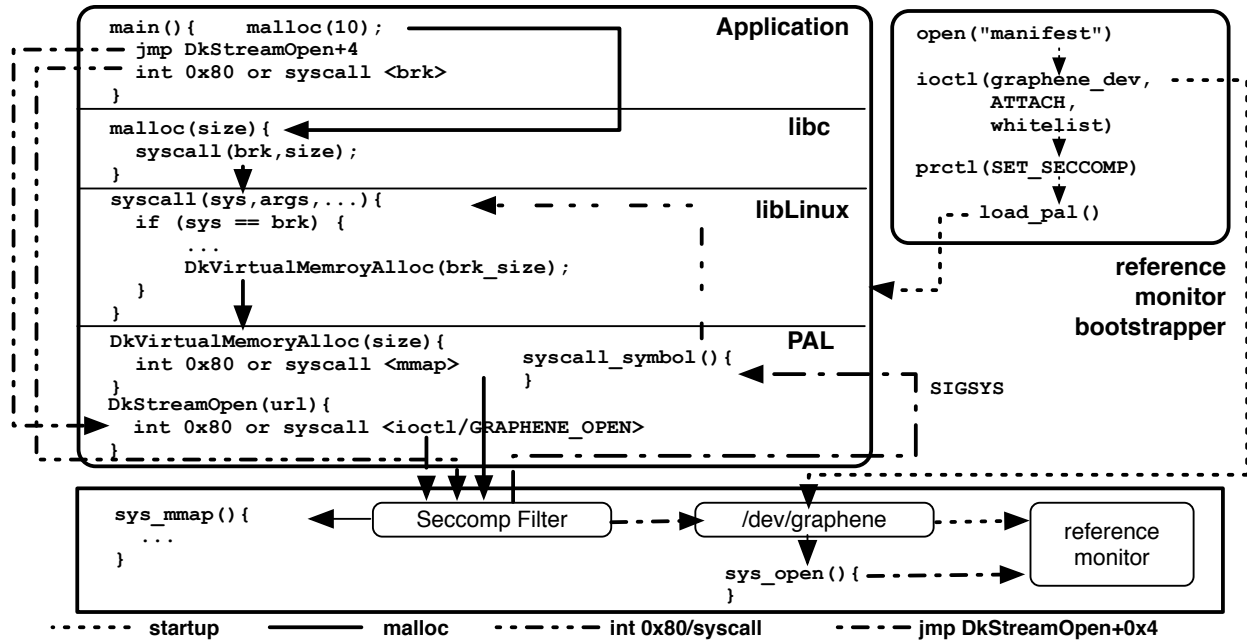 main(){ malloc(10); Application
jmp DkStreamOpen+4
int 0x80 or syscall <brk>
}
malloc(size){ libc
syscall(brk,size);
}
syscall(sys,args,...){ libLinux
if (sys == brk) {
...
DkVirtualMemroyAlloc(brk_size);
}
}
DkVirtualMemoryAlloc(size){ PAL
int 0x80 or syscall <mmap>
}
syscall_symbol(){
}
DkStreamOpen(url){
int 0x80 or syscall <ioctl/GRAPHENE_OPEN>
}
open("manifest")
ioctl(graphene_dev,
ATTACH,
whitelist)
prctl(SET_SECCOMP)
load_pal()
reference
monitor
bootstrapper
SIGSYS
sys_mmap(){
...
}
Seccomp Filter
/dev/graphene
sys_open(){
}
reference
monitor
startup malloc int 0x80/syscall jmp DkStreamOpen+0x4